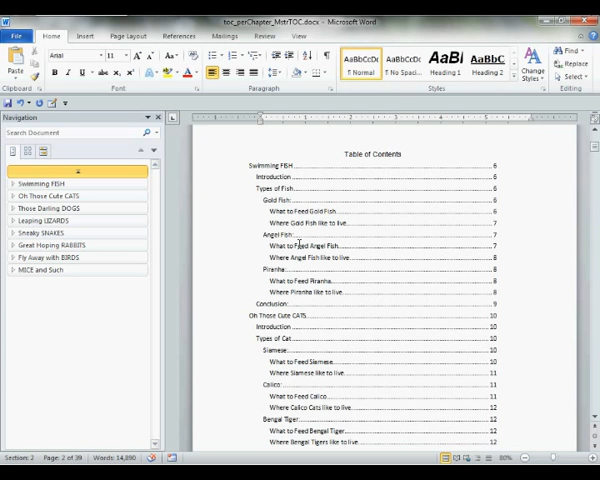 toc_perChapter_MstrTOC.docx - Microsoft Word
File Home Insert Page Layout References Mailings Review View
Paste
Arial 11
AaBbCcDc AaBbCcDc AaBbC AaBbCc
¶ Normal ¶ No Spaci... Heading 1 Heading 2
Change Styles
Find
Replace
Select
Clipboard Font Paragraph Styles Editing
Navigation
Search Document
Swimming FISH
Oh Those Cute CATS
Those Darling DOGS
Leaping LIZARDS
Sneaky SNAKES
Great Hoping RABBITS
Fly Away with BIRDS
MICE and Such
Table of Contents
Swimming FISH 6
Introduction 6
Types of Fish 6
Gold Fish: 6
What to Feed Gold Fish. 6
Where Gold Fish like to live. 7
Angel Fish: 7
What to Feed Angel Fish. 7
Where Angel Fish like to live. 8
Piranha: 8
What to Feed Piranha. 8
Where Piranha like to live. 8
Conclusion: 9
Oh Those Cute CATS 10
Introduction 10
Types of Cat 10
Siamese: 10
What to Feed Siamese. 10
Where Siamese like to live. 11
Calico: 11
What to Feed Calico. 11
Where Calico Cats like to live. 12
Bengal Tiger: 12
What to Feed Bengal Tiger. 12
Where Bengal Tigers like to live. 12
Section: 2 Page: 2 of 39 Words: 14,890 80%